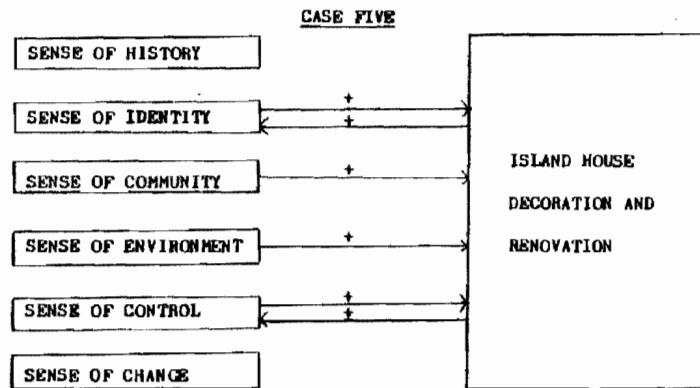 CASE FIVE
SENSE OF HISTORY
SENSE OF IDENTITY
+
+
SENSE OF COMMUNITY
+
SENSE OF ENVIRONMENT
+
SENSE OF CONTROL
+
+
SENSE OF CHANGE
ISLAND HOUSE
DECORATION AND
RENOVATION